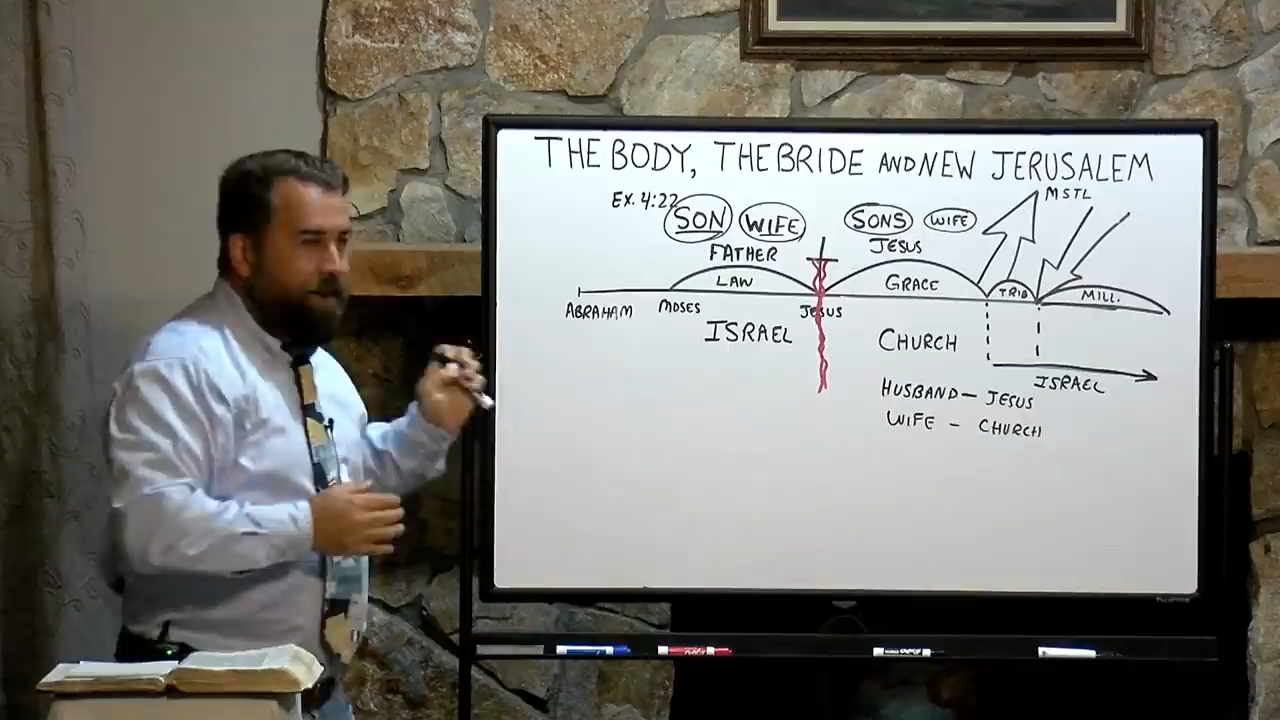 THE BODY, THE BRIDE AND NEW JERUSALEM
EX. 4:22 SON WIFE SONS WIFE MSTL
FATHER JESUS
LAW GRACE TRIB MILL.
ABRAHAM MOSES JESUS
ISRAEL CHURCH
ISRAEL
HUSBAND — JESUS
WIFE - CHURCH